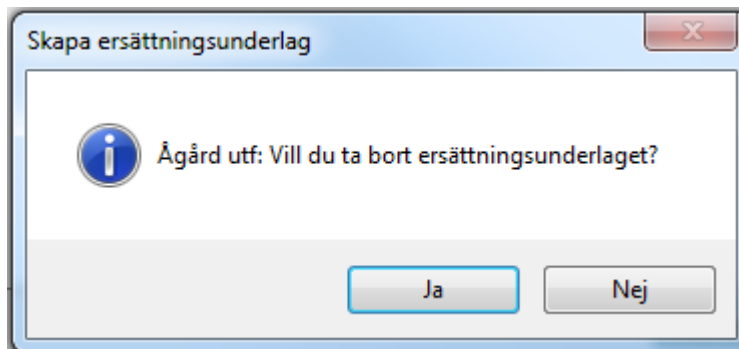 Skapa ersättningsunderlag
Ågård utf: Vill du ta bort ersättningsunderlaget?
Ja
Nej